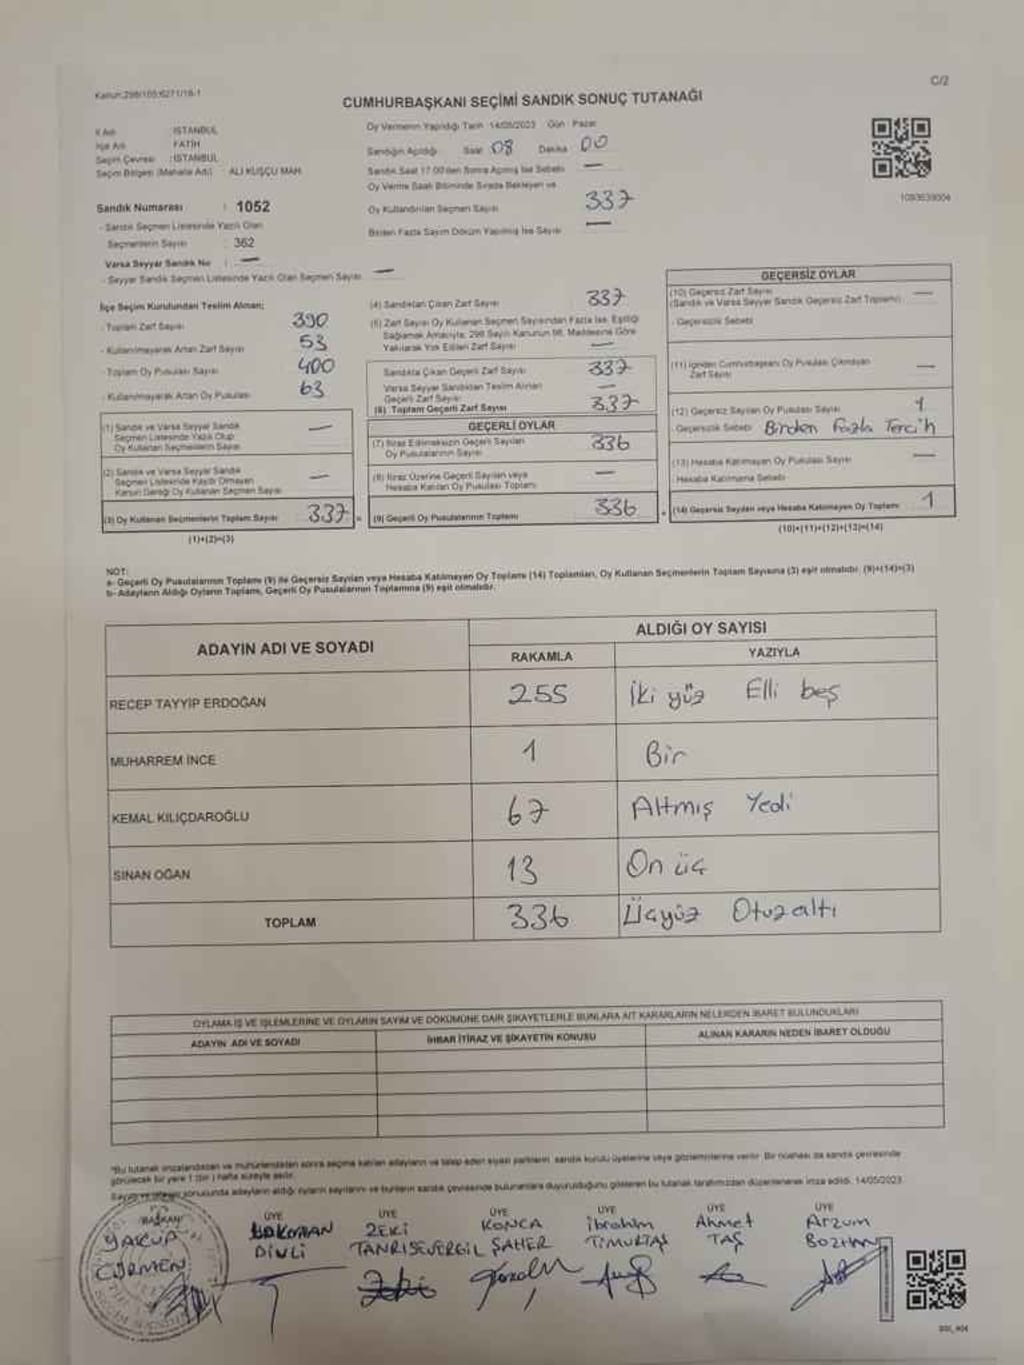 Kanun:298/105;6271/18-1
C/2
CUMHURBAŞKANI SEÇİMİ SANDIK SONUÇ TUTANAĞI
İl Adı : İSTANBUL
İlçe Adı : FATİH
Seçim Çevresi : İSTANBUL
Seçim Bölgesi (Mahalle Adı) ALİ KUŞÇU MAH.
Sandık Numarası : 1052
- Sandık Seçmen Listesinde Yazılı Olan
Seçmenlerin Sayısı : 362
Varsa Seyyar Sandık No : —
- Seyyar Sandık Seçmen Listesinde Yazılı Olan Seçmen Sayısı —
Oy Vermenin Yapıldığı Tarih 14/05/2023 Gün : Pazar
Sandığın Açıldığı Saat 08 Dakika 00
Sandık Saat 17.00'den Sonra Açılmış İse Sebebi —
Oy Verme Saati Bitiminde Sırada Bekleyen ve
Oy Kullandırılan Seçmen Sayısı 337
Birden Fazla Sayım Döküm Yapılmış İse Sayısı —
1093639004
İlçe Seçim Kurulundan Teslim Alınan;
- Toplam Zarf Sayısı 390
- Kullanılmayarak Artan Zarf Sayısı 53
- Toplam Oy Pusulası Sayısı 400
- Kullanılmayarak Artan Oy Pusulası 63
(1) Sandık ve Varsa Seyyar Sandık
Seçmen Listesinde Yazılı Olup
Oy Kullanan Seçmenlerin Sayısı —
(2) Sandık ve Varsa Seyyar Sandık
Seçmen Listesinde Kayıtlı Olmayan
Kanun Gereği Oy Kullanan Seçmen Sayısı —
(3) Oy Kullanan Seçmenlerin Toplam Sayısı 337
(1)+(2)=(3)
(4) Sandıktan Çıkan Zarf Sayısı 337
(5) Zarf Sayısı Oy Kullanan Seçmen Sayısından Fazla İse, Eşitliği
Sağlamak Amacıyla; 298 Sayılı Kanunun 98. Maddesine Göre
Yakılarak Yok Edilen Zarf Sayısı —
Sandıkta Çıkan Geçerli Zarf Sayısı 337
Varsa Seyyar Sandıktan Teslim Alınan
Geçerli Zarf Sayısı —
(6) Toplam Geçerli Zarf Sayısı 337
GEÇERLİ OYLAR
(7) İtiraz Edilmeksizin Geçerli Sayılan
Oy Pusulalarının Sayısı 336
(8) İtiraz Üzerine Geçerli Sayılan veya
Hesaba Katılan Oy Pusulası Toplamı —
(9) Geçerli Oy Pusulalarının Toplamı 336
GEÇERSİZ OYLAR
(10) Geçersiz Zarf Sayısı —
(Sandık ve Varsa Seyyar Sandık Geçersiz Zarf Toplamı)
- Geçersizlik Sebebi
(11) İçinden Cumhurbaşkanı Oy Pusulası Çıkmayan
Zarf Sayısı —
(12) Geçersiz Sayılan Oy Pusulası Sayısı 1
Geçersizlik Sebebi Birden Fazla Tercih
(13) Hesaba Katılmayan Oy Pusulası Sayısı —
- Hesaba Katılmama Sebebi
(14) Geçersiz Sayılan veya Hesaba Katılmayan Oy Toplamı 1
(10)+(11)+(12)+(13)=(14)
NOT:
a- Geçerli Oy Pusulalarının Toplamı (9) ile Geçersiz Sayılan veya Hesaba Katılmayan Oy Toplamı (14) Toplamları, Oy Kullanan Seçmenlerin Toplam Sayısına (3) eşit olmalıdır. (9)+(14)=(3)
b- Adayların Aldığı Oyların Toplamı, Geçerli Oy Pusulalarının Toplamına (9) eşit olmalıdır.
ADAYIN ADI VE SOYADI
ALDIĞI OY SAYISI
RAKAMLA YAZIYLA
RECEP TAYYİP ERDOĞAN 255 İki yüz Elli beş
MUHARREM İNCE 1 Bir
KEMAL KILIÇDAROĞLU 67 Altmış Yedi
SİNAN OĞAN 13 On üç
TOPLAM 336 Üçyüz Otuzaltı
OYLAMA İŞ VE İŞLEMLERİNE VE OYLARIN SAYIM VE DÖKÜMÜNE DAİR ŞİKAYETLERLE BUNLARA AİT KARARLARIN NELERDEN İBARET BULUNDUKLARI
ADAYIN ADI VE SOYADI İHBAR İTİRAZ VE ŞİKAYETİN KONUSU ALINAN KARARIN NEDEN İBARET OLDUĞU
*Bu tutanak imzalandıktan ve mühürlendikten sonra seçime katılan adayların ve talep eden siyasi partilerin sandık kurulu üyelerine veya gözlemcilerine verilir. Bir nüshası da sandık çevresinde
görülecek bir yere 1 (bir) hafta süreyle asılır.
sonucunda adayların aldığı oyların sayılarını ve bunların sandık çevresinde bulunanlara duyurulduğunu gösteren bu tutanak tarafımızdan düzenlenerek imza edildi. 14/05/2023
BAŞKAN ÜYE ÜYE ÜYE ÜYE ÜYE ÜYE
YAKUP ZEKİ KONCA İbrahim Ahmet Arzum
DİVLİ TANRISEVERGİL ŞAHER TİMURTAŞ TAŞ